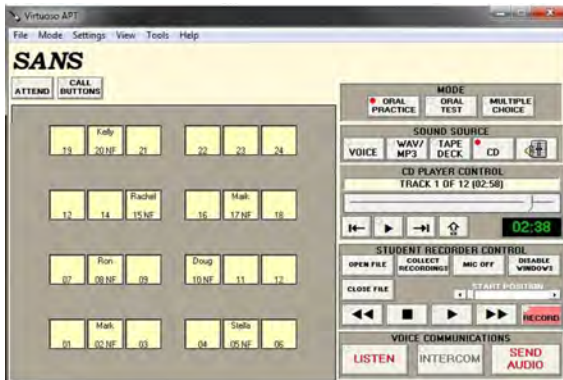 Virtuoso APT
File Mode Settings View Tools Help
SANS
ATTEND
CALL
BUTTONS
Kelly
19 20 NF 21 22 23 24
Rachel Mark
12 14 15 NF 16 17 NF 18
Ron Doug
07 08 NF 09 10 NF 11 12
Mark Stella
01 02 NF 03 04 05 NF 06
MODE
ORAL
PRACTICE
ORAL
TEST
MULTIPLE
CHOICE
SOUND SOURCE
VOICE
WAV/
MP3
TAPE
DECK
CD
CD PLAYER CONTROL
TRACK 1 OF 12 (02:58)
02:38
STUDENT RECORDER CONTROL
OPEN FILE
COLLECT
RECORDINGS
MIC OFF
DISABLE
WINDOWS
CLOSE FILE
START POSITION
RECORD
VOICE COMMUNICATIONS
LISTEN
INTERCOM
SEND
AUDIO